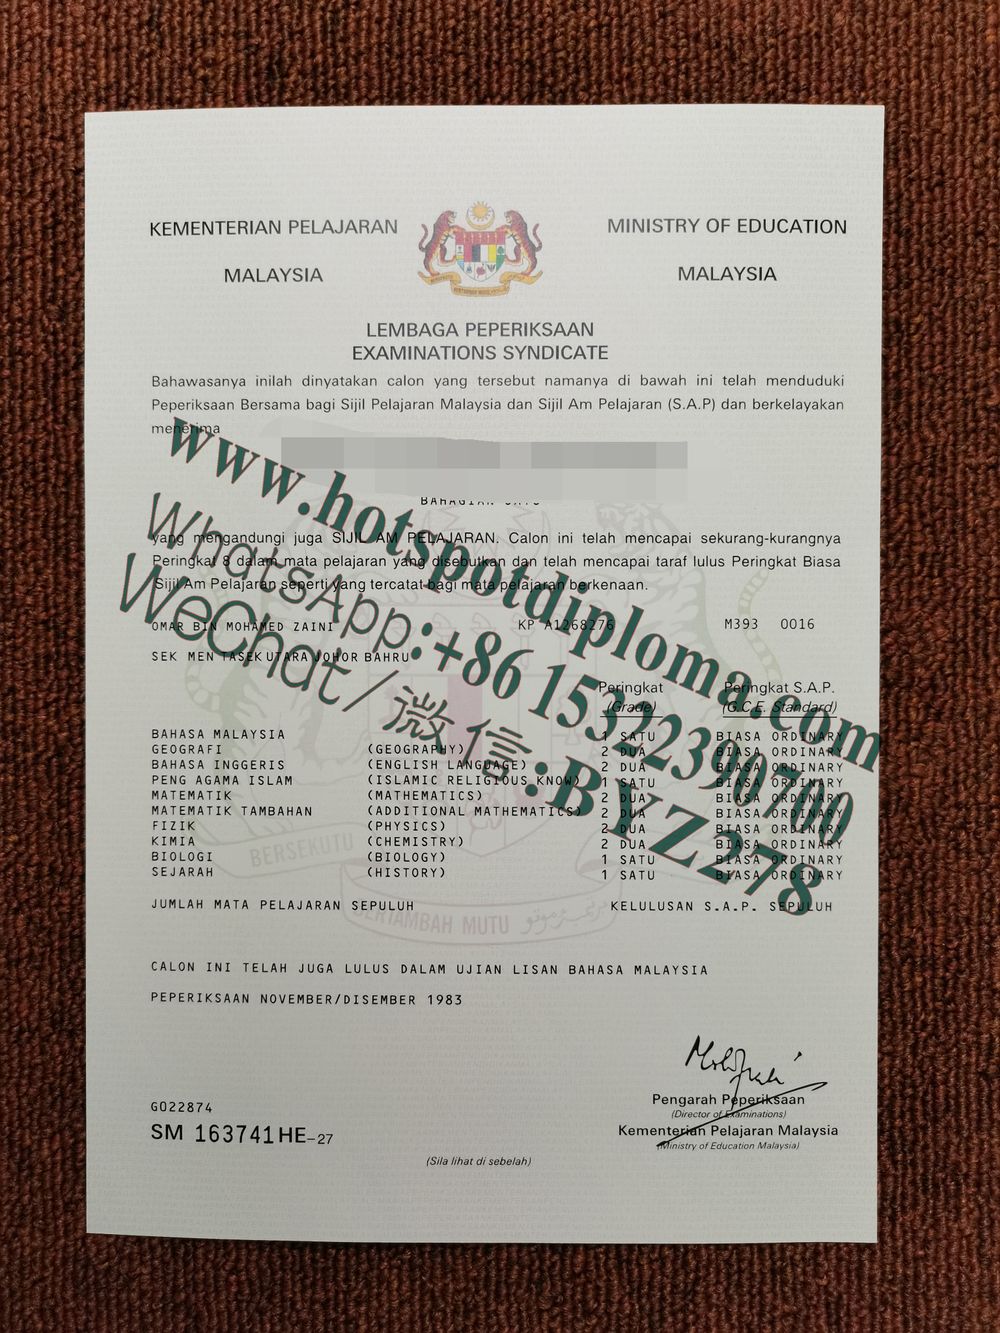 KEMENTERIAN PELAJARAN
MALAYSIA
MINISTRY OF EDUCATION
MALAYSIA
LEMBAGA PEPERIKSAAN
EXAMINATIONS SYNDICATE
Bahawasanya inilah dinyatakan calon yang tersebut namanya di bawah ini telah menduduki
Peperiksaan Bersama bagi Sijil Pelajaran Malaysia dan Sijil Am Pelajaran (S.A.P) dan berkelayakan
menerima
www.hotspotdiploma.com
WhatsApp:+86 15322390700
WeChat/微信:BYZ278
BAHAGIAN SATU
yang mengandungi juga SIJIL AM PELAJARAN. Calon ini telah mencapai sekurang-kurangnya
Peringkat 8 dalam mata pelajaran yang disebutkan dan telah mencapai taraf lulus Peringkat Biasa
Sijil Am Pelajaran seperti yang tercatat bagi mata pelajaran berkenaan.
OMAR BIN MOHAMED ZAINI KP A1268276 M393 0016
SEK MEN TASEK UTARA JOHOR BAHRU
Peringkat Peringkat S.A.P.
(Grade) (G.C.E. Standard)
BAHASA MALAYSIA 1 SATU BIASA ORDINARY
GEOGRAFI (GEOGRAPHY) 2 DUA BIASA ORDINARY
BAHASA INGGERIS (ENGLISH LANGUAGE) 2 DUA BIASA ORDINARY
PENG AGAMA ISLAM (ISLAMIC RELIGIOUS KNOW) 1 SATU BIASA ORDINARY
MATEMATIK (MATHEMATICS) 2 DUA BIASA ORDINARY
MATEMATIK TAMBAHAN (ADDITIONAL MATHEMATICS) 2 DUA BIASA ORDINARY
FIZIK (PHYSICS) 2 DUA BIASA ORDINARY
KIMIA (CHEMISTRY) 2 DUA BIASA ORDINARY
BIOLOGI (BIOLOGY) 1 SATU BIASA ORDINARY
SEJARAH (HISTORY) 1 SATU BIASA ORDINARY
BERSEKUTU
BERTAMBAH MUTU
JUMLAH MATA PELAJARAN SEPULUH KELULUSAN S.A.P. SEPULUH
CALON INI TELAH JUGA LULUS DALAM UJIAN LISAN BAHASA MALAYSIA
PEPERIKSAAN NOVEMBER/DISEMBER 1983
Pengarah Peperiksaan
(Director of Examinations)
Kementerian Pelajaran Malaysia
(Ministry of Education Malaysia)
G022874
SM 163741 HE-27
(Sila lihat di sebelah)